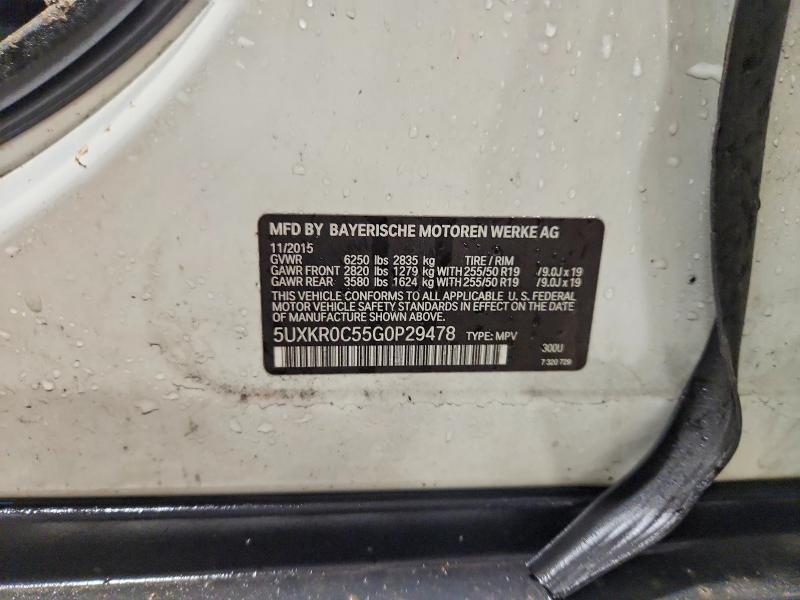 MFD BY BAYERISCHE MOTOREN WERKE AG
11/2015
GVWR 6250 lbs 2835 kg TIRE / RIM
GAWR FRONT 2820 lbs 1279 kg WITH 255/50 R19 /9.0J x 19
GAWR REAR 3580 lbs 1624 kg WITH 255/50 R19 /9.0J x 19
THIS VEHICLE CONFORMS TO ALL APPLICABLE U. S. FEDERAL
MOTOR VEHICLE SAFETY STANDARDS IN EFFECT ON THE DATE
OF MANUFACTURE SHOWN ABOVE.
5UXKR0C55G0P29478 TYPE: MPV
300U
7 320 729